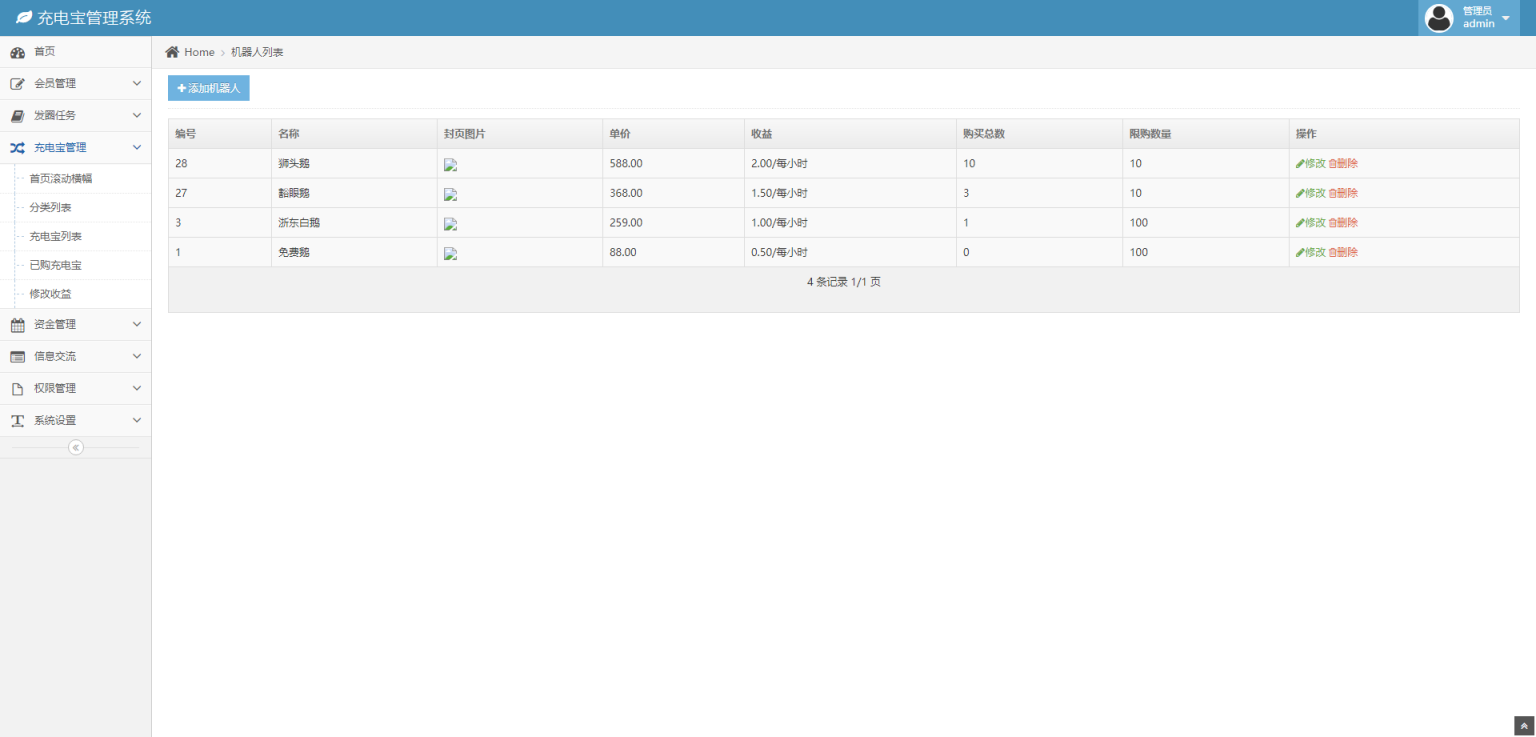 充电宝管理系统
管理员
admin
首页
会员管理
发圈任务
充电宝管理
首页滚动横幅
分类列表
充电宝列表
已购充电宝
修改收益
资金管理
信息交流
权限管理
系统设置
Home 机器人列表
添加机器人
编号 名称 封页图片 单价 收益 购买总数 限购数量 操作
28 狮头鹅 588.00 2.00/每小时 10 10 修改 删除
27 豁眼鹅 368.00 1.50/每小时 3 10 修改 删除
3 浙东白鹅 259.00 1.00/每小时 1 100 修改 删除
1 免费鹅 88.00 0.50/每小时 0 100 修改 删除
4 条记录 1/1 页